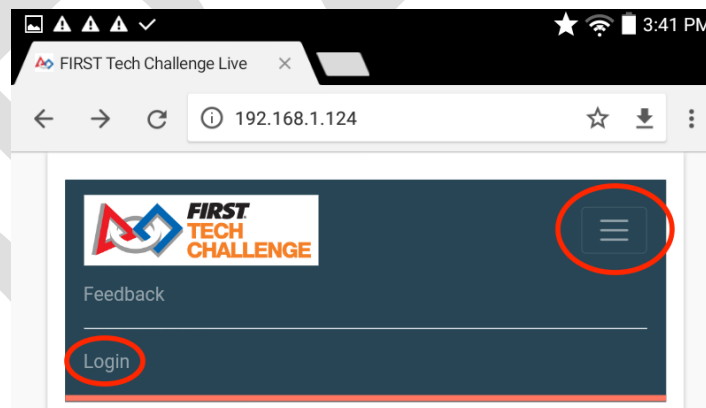 3:41 PM
FIRST Tech Challenge Live
192.168.1.124
FIRST
TECH
CHALLENGE
Feedback
Login